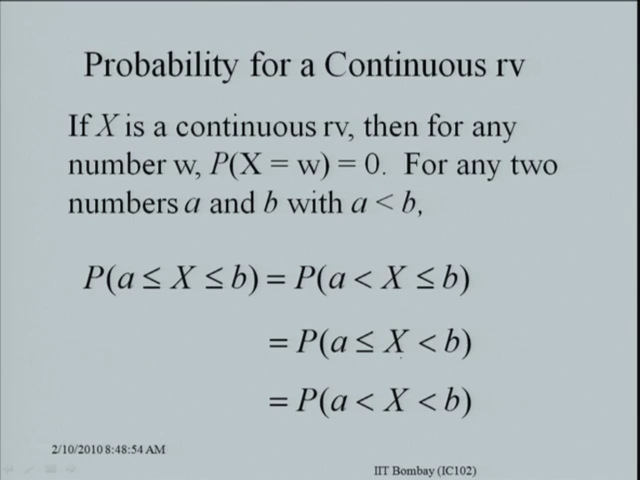 Probability for a Continuous rv
If X is a continuous rv, then for any
number w, P(X = w) = 0. For any two
numbers a and b with a < b,
P(a ≤ X ≤ b) = P(a < X ≤ b)
= P(a ≤ X < b)
= P(a < X < b)
2/10/2010 8:48:54 AM
IIT Bombay (IC102)